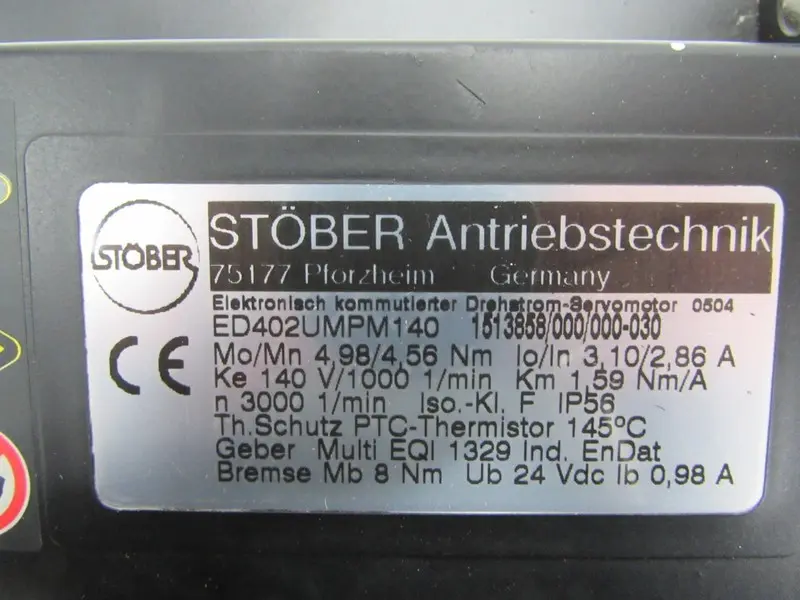 STÖBER
STÖBER Antriebstechnik
75177 Pforzheim Germany
Elektronisch kommutierter Drehstrom-Servomotor 0504
ED402UMPM140 1513858/000/000-030
Mo/Mn 4,98/4,56 Nm Io/In 3,10/2,86 A
Ke 140 V/1000 1/min Km 1,59 Nm/A
n 3000 1/min Iso.-Kl. F IP56
Th.Schutz PTC-Thermistor 145ºC
Geber Multi EQI 1329 Ind. EnDat
Bremse Mb 8 Nm Ub 24 Vdc Ib 0,98 A
CE